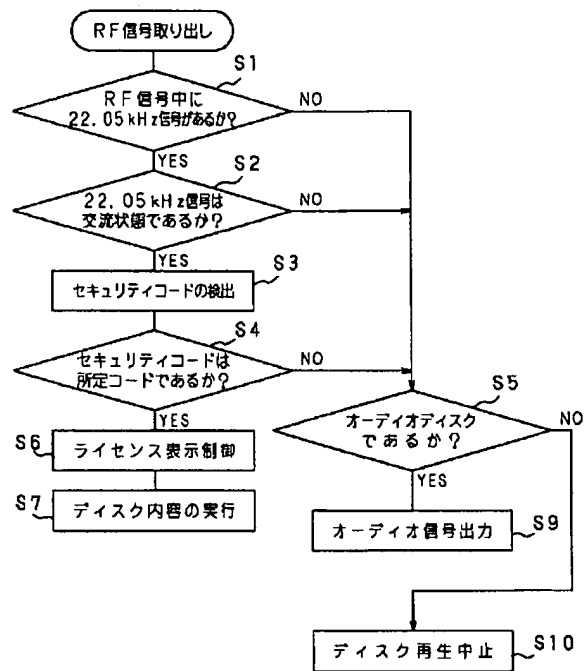 RF信号取り出し
S1
RF信号中に
22.05kHz信号があるか?
NO
YES
S2
22.05kHz信号は
交流状態であるか?
NO
YES
S3
セキュリティコードの検出
S4
セキュリティコードは
所定コードであるか?
NO
YES
S5
オーディオディスク
であるか?
NO
YES
S6
ライセンス表示制御
S7
ディスク内容の実行
オーディオ信号出力
S9
ディスク再生中止
S10